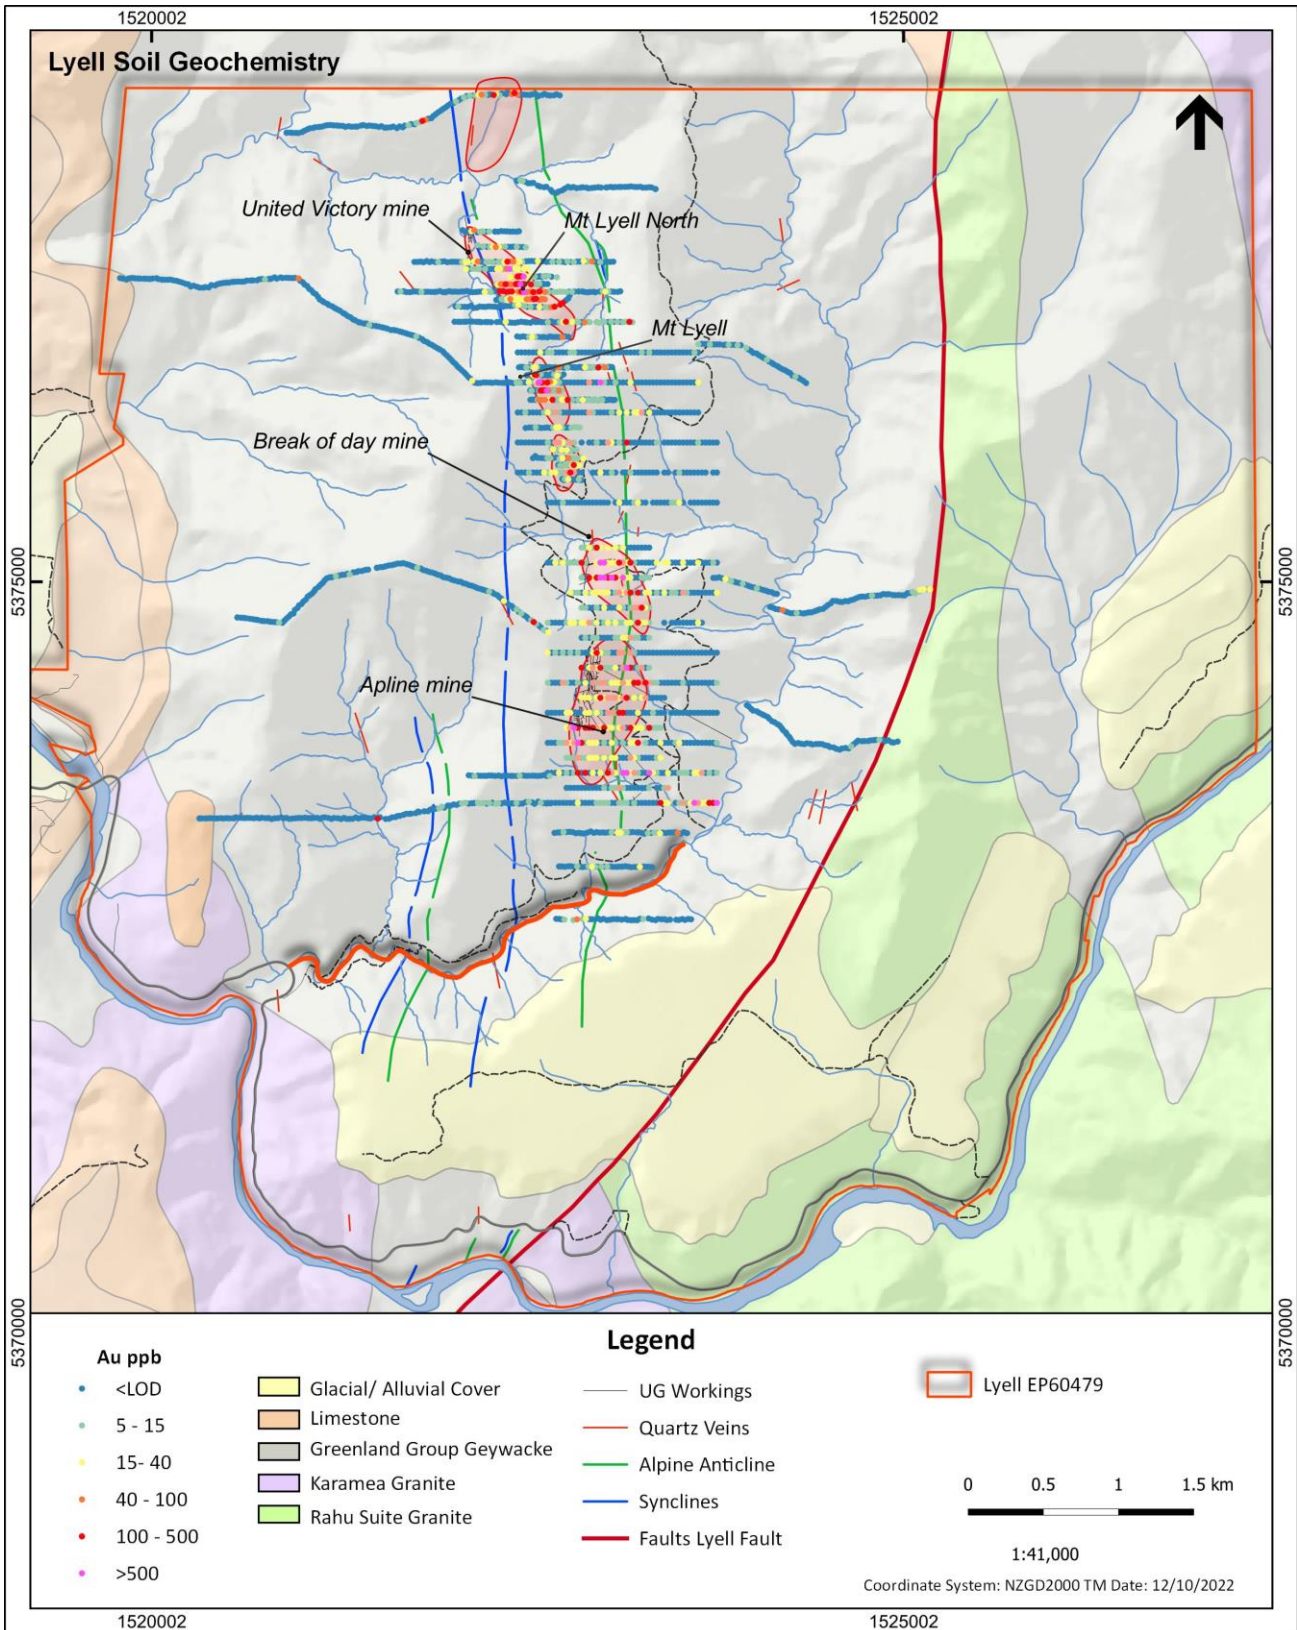 1520002
1525002
Lyell Soil Geochemistry
United Victory mine
Mt Lyell North
Mt Lyell
Break of day mine
5375000
5375000
Apline mine
5370000
5370000
Legend
Au ppb
<LOD
5 - 15
15- 40
40 - 100
100 - 500
>500
Glacial/ Alluvial Cover
Limestone
Greenland Group Geywacke
Karamea Granite
Rahu Suite Granite
UG Workings
Quartz Veins
Alpine Anticline
Synclines
Faults Lyell Fault
Lyell EP60479
0 0.5 1 1.5 km
1:41,000
Coordinate System: NZGD2000 TM Date: 12/10/2022
1520002
1525002